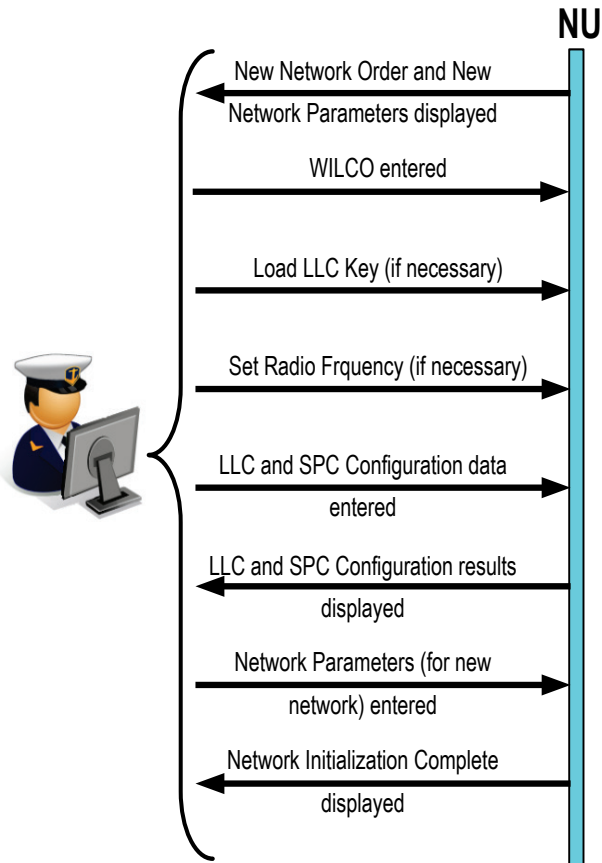 NU
New Network Order and New
Network Parameters displayed
WILCO entered
Load LLC Key (if necessary)
Set Radio Frquency (if necessary)
LLC and SPC Configuration data
entered
LLC and SPC Configuration results
displayed
Network Parameters (for new
network) entered
Network Initialization Complete
displayed